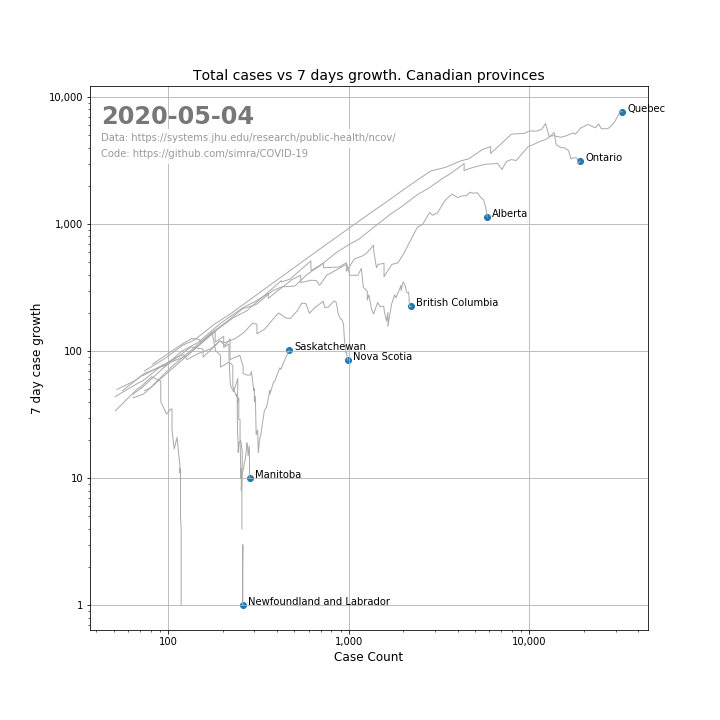 Total cases vs 7 days growth. Canadian provinces
10,000
2020-05-04
Quebec
Data: https://systems.jhu.edu/research/public-health/ncov/
Code: https://github.com/simra/COVID-19
Ontario
1,000
Alberta
British Columbia
7 day case growth
100
Saskatchewan
Nova Scotia
10
Manitoba
1
Newfoundland and Labrador
100
1,000
10,000
Case Count